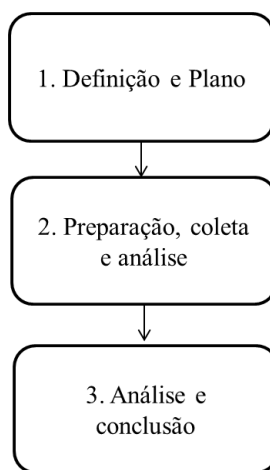 1. Definição e Plano
2. Preparação, coleta
e análise
3. Análise e
conclusão